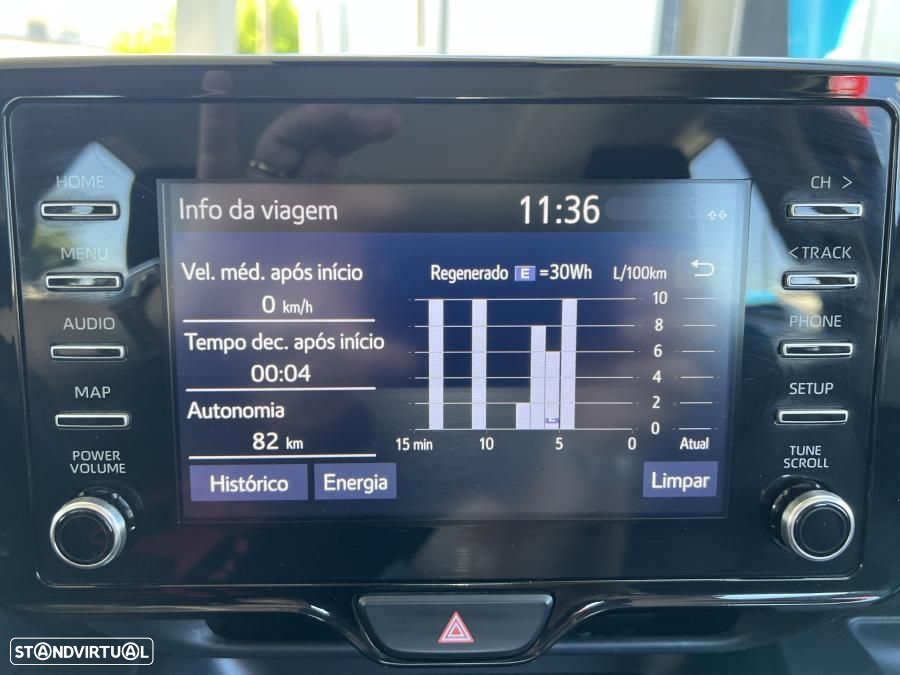 HOME
MENU
AUDIO
MAP
POWER
VOLUME
Info da viagem
11:36
Vel. méd. após início
0 km/h
Tempo dec. após início
00:04
Autonomia
82 km
Histórico
Energia
Regenerado E =30Wh L/100km
10
8
6
4
2
0
15 min 10 5 0 Atual
Limpar
CH >
< TRACK
PHONE
SETUP
TUNE
SCROLL
STANDVIRTUAL